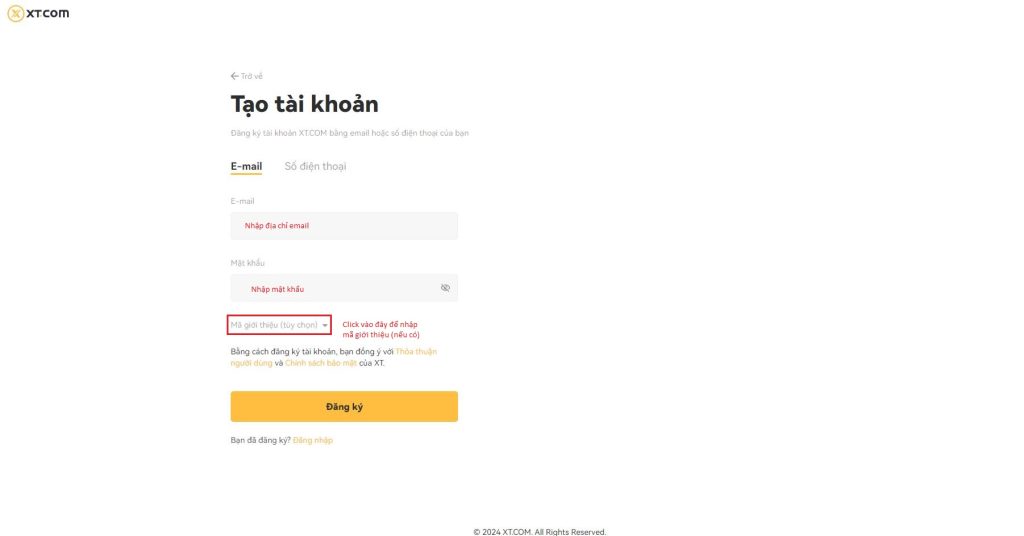 XT.COM
Trở về
Tạo tài khoản
Đăng ký tài khoản XT.COM bằng email hoặc số điện thoại của bạn
E-mail Số điện thoại
E-mail
Nhập địa chỉ email
Mật khẩu
Nhập mật khẩu
Mã giới thiệu (tùy chọn)
Click vào đây để nhập
mã giới thiệu (nếu có)
Bằng cách đăng ký tài khoản, bạn đồng ý với Thỏa thuận
người dùng và Chính sách bảo mật của XT.
Đăng ký
Bạn đã đăng ký? Đăng nhập
© 2024 XT.COM. All Rights Reserved.